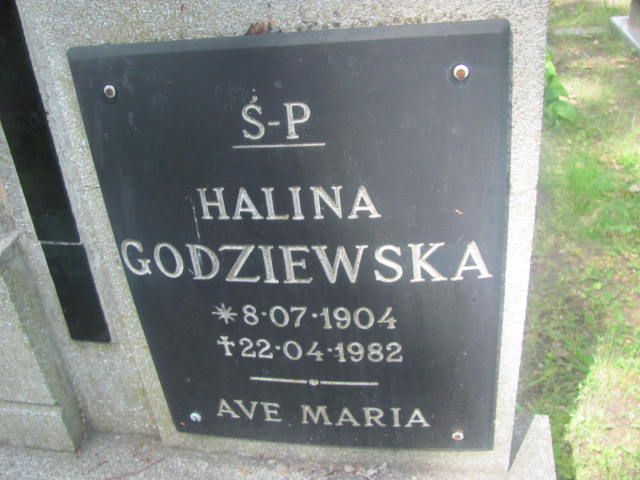 Ś-P
HALINA
GODZIEWSKA
*8·07·1904
†22·04·1982
AVE MARIA